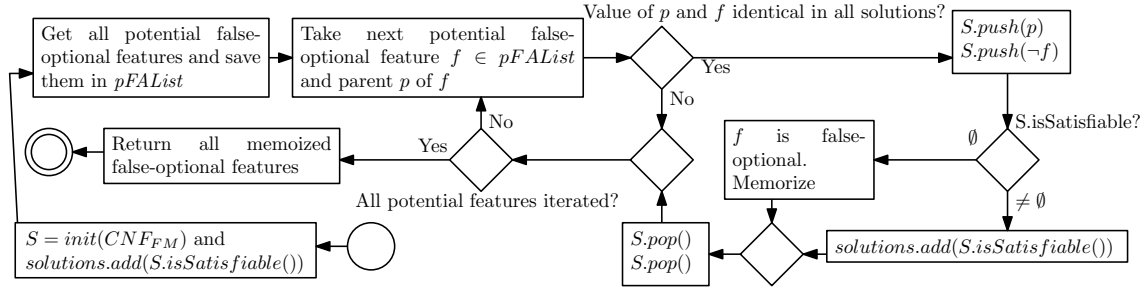 Get all potential false-
optional features and save
them in pFAList
Take next potential false-
optional feature f ∈ pFAList
and parent p of f
Value of p and f identical in all solutions?
Yes
No
S.push(p)
S.push(¬f)
S.isSatisfiable?
∅
≠ ∅
f is false-
optional.
Memorize
solutions.add(S.isSatisfiable())
S.pop()
S.pop()
No
Yes
All potential features iterated?
Return all memoized
false-optional features
S = init(CNF_{FM}) and
solutions.add(S.isSatisfiable())